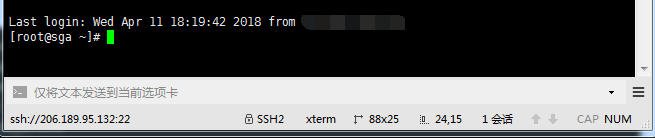 Last login: Wed Apr 11 18:19:42 2018 from
[root@sga ~]#
仅将文本发送到当前选项卡
ssh://206.189.95.132:22 SSH2 xterm 88x25 24,15 1 会话 CAP NUM